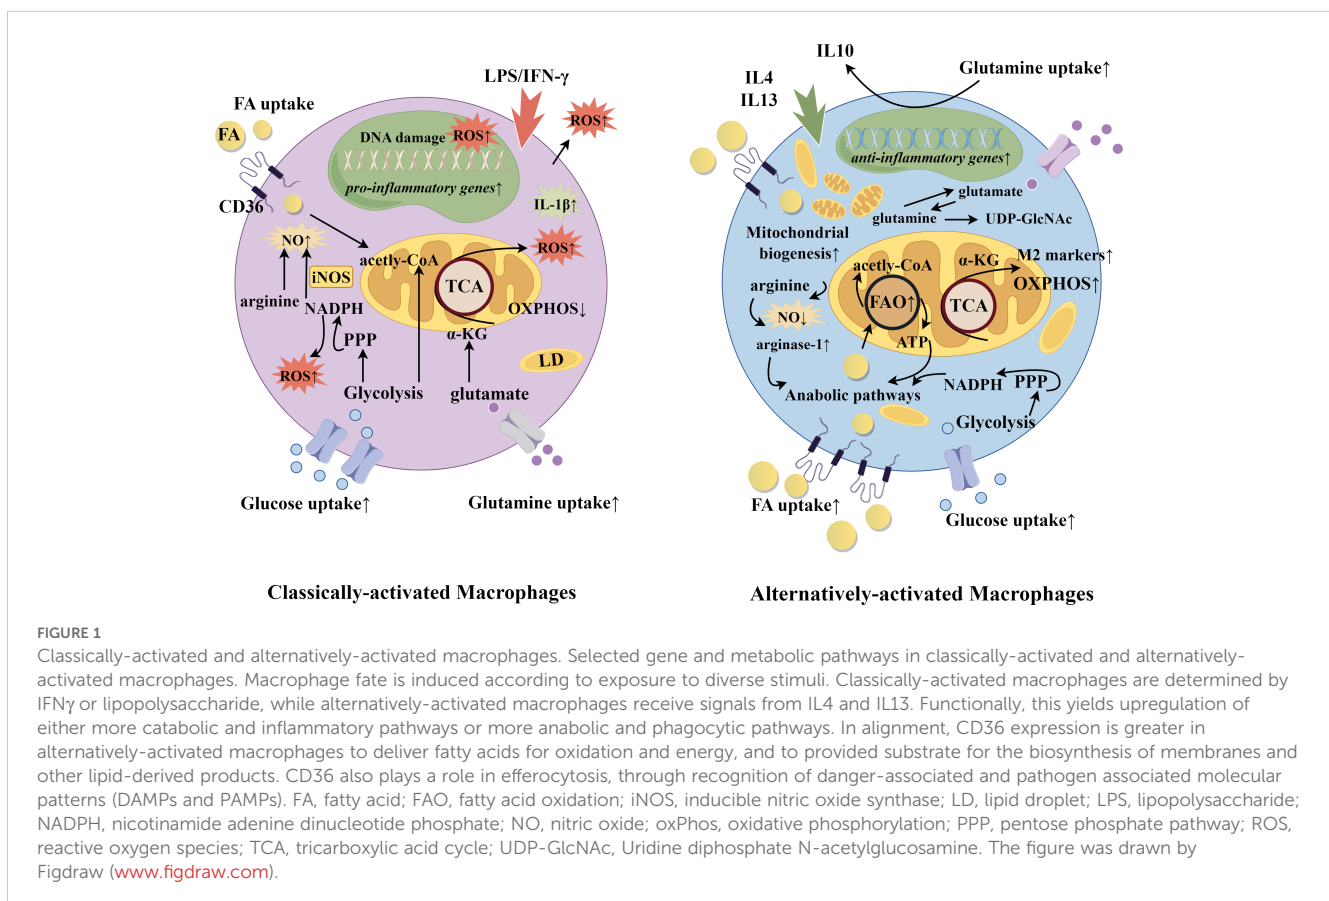 LPS/IFN-γ
FA uptake
FA
ROS↑
DNA damage
ROS↑
pro-inflammatory genes↑
CD36
IL-1β↑
NO↑
ROS↑
acetly-CoA
iNOS
TCA
arginine
NADPH
OXPHOS↓
PPP
α-KG
LD
ROS↑
Glycolysis
glutamate
Glucose uptake↑
Glutamine uptake↑
Classically-activated Macrophages
IL10
Glutamine uptake↑
IL4
IL13
anti-inflammatory genes↑
glutamate
glutamine
UDP-GlcNAc
Mitochondrial
biogenesis↑
acetly-CoA
α-KG
M2 markers↑
OXPHOS↑
arginine
FAO↑
TCA
NO↓
arginase-1↑
ATP
NADPH
PPP
Anabolic pathways
Glycolysis
FA uptake↑
Glucose uptake↑
Alternatively-activated Macrophages
FIGURE 1
Classically-activated and alternatively-activated macrophages. Selected gene and metabolic pathways in classically-activated and alternatively-
activated macrophages. Macrophage fate is induced according to exposure to diverse stimuli. Classically-activated macrophages are determined by
IFNγ or lipopolysaccharide, while alternatively-activated macrophages receive signals from IL4 and IL13. Functionally, this yields upregulation of
either more catabolic and inflammatory pathways or more anabolic and phagocytic pathways. In alignment, CD36 expression is greater in
alternatively-activated macrophages to deliver fatty acids for oxidation and energy, and to provided substrate for the biosynthesis of membranes and
other lipid-derived products. CD36 also plays a role in efferocytosis, through recognition of danger-associated and pathogen associated molecular
patterns (DAMPs and PAMPs). FA, fatty acid; FAO, fatty acid oxidation; iNOS, inducible nitric oxide synthase; LD, lipid droplet; LPS, lipopolysaccharide;
NADPH, nicotinamide adenine dinucleotide phosphate; NO, nitric oxide; oxPhos, oxidative phosphorylation; PPP, pentose phosphate pathway; ROS,
reactive oxygen species; TCA, tricarboxylic acid cycle; UDP-GlcNAc, Uridine diphosphate N-acetylglucosamine. The figure was drawn by
Figdraw (www.figdraw.com).